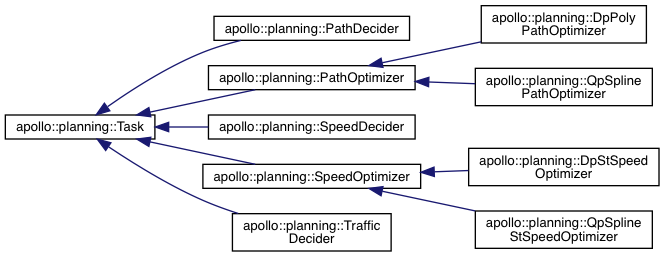 apollo::planning::PathDecider
apollo::planning::DpPoly
PathOptimizer
apollo::planning::PathOptimizer
apollo::planning::QpSpline
PathOptimizer
apollo::planning::Task
apollo::planning::SpeedDecider
apollo::planning::SpeedOptimizer
apollo::planning::DpStSpeed
Optimizer
apollo::planning::QpSpline
StSpeedOptimizer
apollo::planning::Traffic
Decider